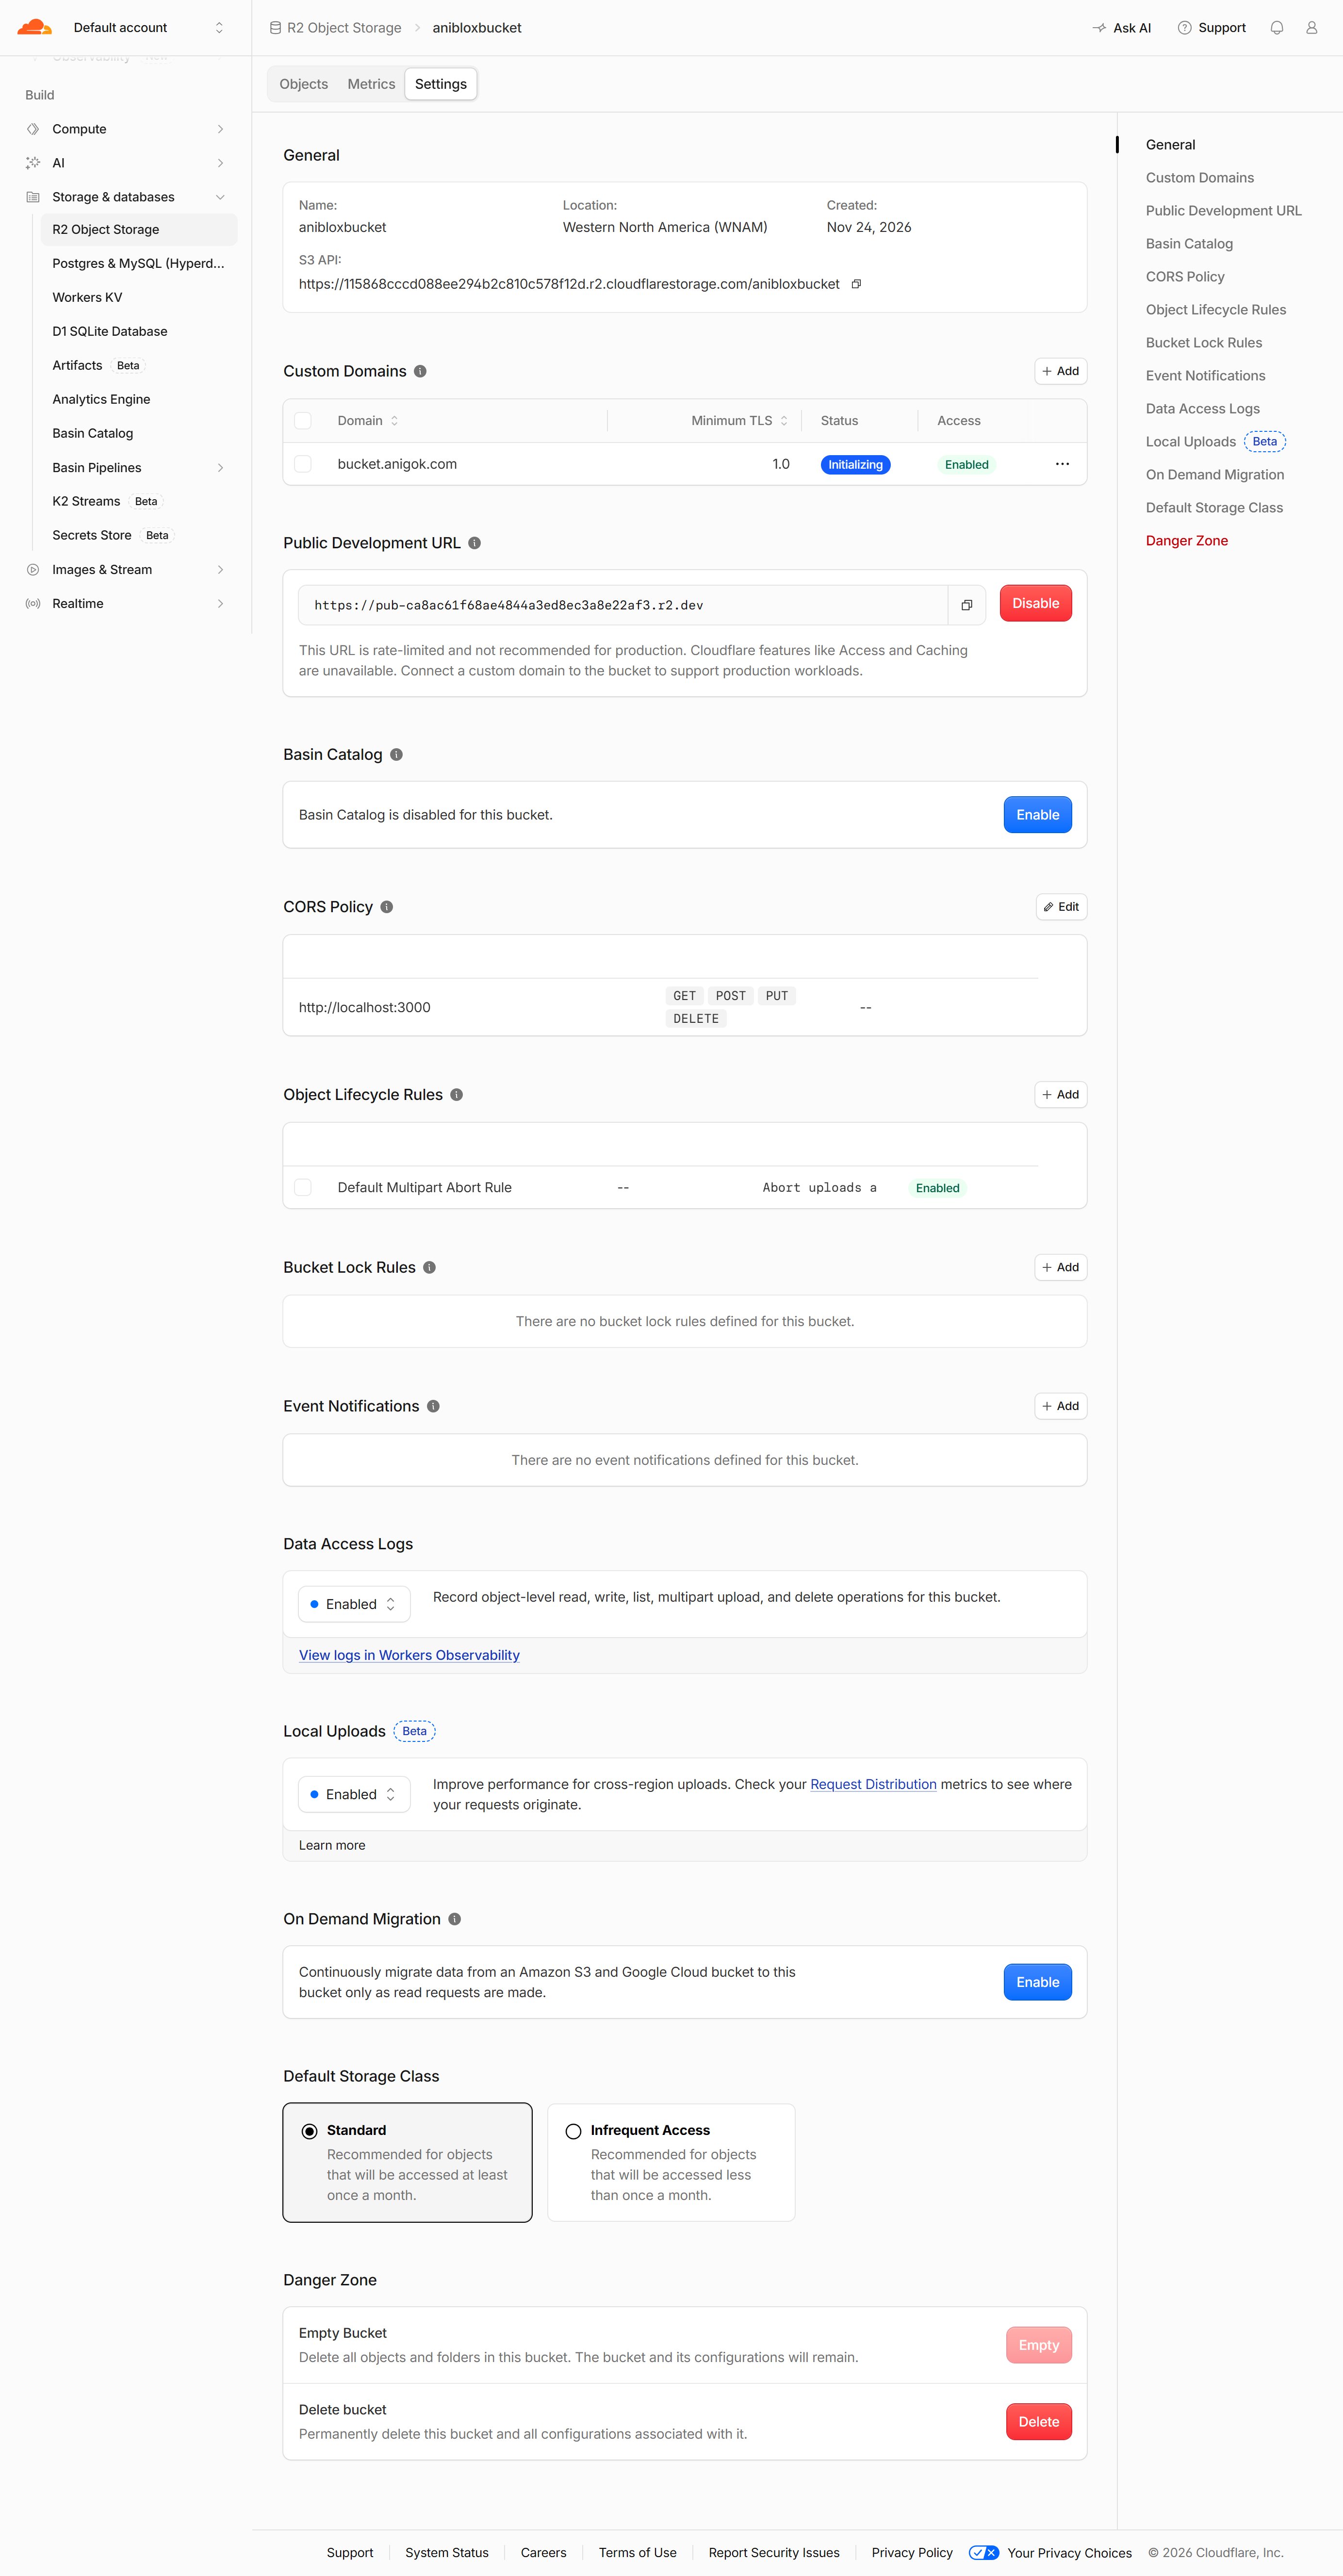 Default account
R2 Object Storage
anibloxbucket
Ask AI
Support
Build
Compute
AI
Storage & databases
R2 Object Storage
Postgres & MySQL (Hyperd...
Workers KV
D1 SQLite Database
Artifacts Beta
Analytics Engine
Basin Catalog
Basin Pipelines
K2 Streams Beta
Secrets Store Beta
Images & Stream
Realtime
Objects Metrics Settings
General
Name: Location: Created:
anibloxbucket Western North America (WNAM) Nov 24, 2026
S3 API:
https://115868cccd088ee294b2c810c578f12d.r2.cloudflarestorage.com/anibloxbucket
Custom Domains
Add
Domain Minimum TLS Status Access
bucket.anigok.com 1.0 Initializing Enabled
Public Development URL
https://pub-ca8ac61f68ae4844a3ed8ec3a8e22af3.r2.dev
Disable
This URL is rate-limited and not recommended for production. Cloudflare features like Access and Caching
are unavailable. Connect a custom domain to the bucket to support production workloads.
Basin Catalog
Basin Catalog is disabled for this bucket.
Enable
CORS Policy
Edit
http://localhost:3000 GET POST PUT --
DELETE
Object Lifecycle Rules
Add
Default Multipart Abort Rule -- Abort uploads a Enabled
Bucket Lock Rules
Add
There are no bucket lock rules defined for this bucket.
Event Notifications
Add
There are no event notifications defined for this bucket.
Data Access Logs
Enabled
Record object-level read, write, list, multipart upload, and delete operations for this bucket.
View logs in Workers Observability
Local Uploads Beta
Enabled
Improve performance for cross-region uploads. Check your Request Distribution metrics to see where
your requests originate.
Learn more
On Demand Migration
Continuously migrate data from an Amazon S3 and Google Cloud bucket to this
bucket only as read requests are made.
Enable
Default Storage Class
Standard
Recommended for objects
that will be accessed at least
once a month.
Infrequent Access
Recommended for objects
that will be accessed less
than once a month.
Danger Zone
Empty Bucket
Delete all objects and folders in this bucket. The bucket and its configurations will remain.
Empty
Delete bucket
Permanently delete this bucket and all configurations associated with it.
Delete
General
Custom Domains
Public Development URL
Basin Catalog
CORS Policy
Object Lifecycle Rules
Bucket Lock Rules
Event Notifications
Data Access Logs
Local Uploads Beta
On Demand Migration
Default Storage Class
Danger Zone
Support System Status Careers Terms of Use Report Security Issues Privacy Policy Your Privacy Choices © 2026 Cloudflare, Inc.